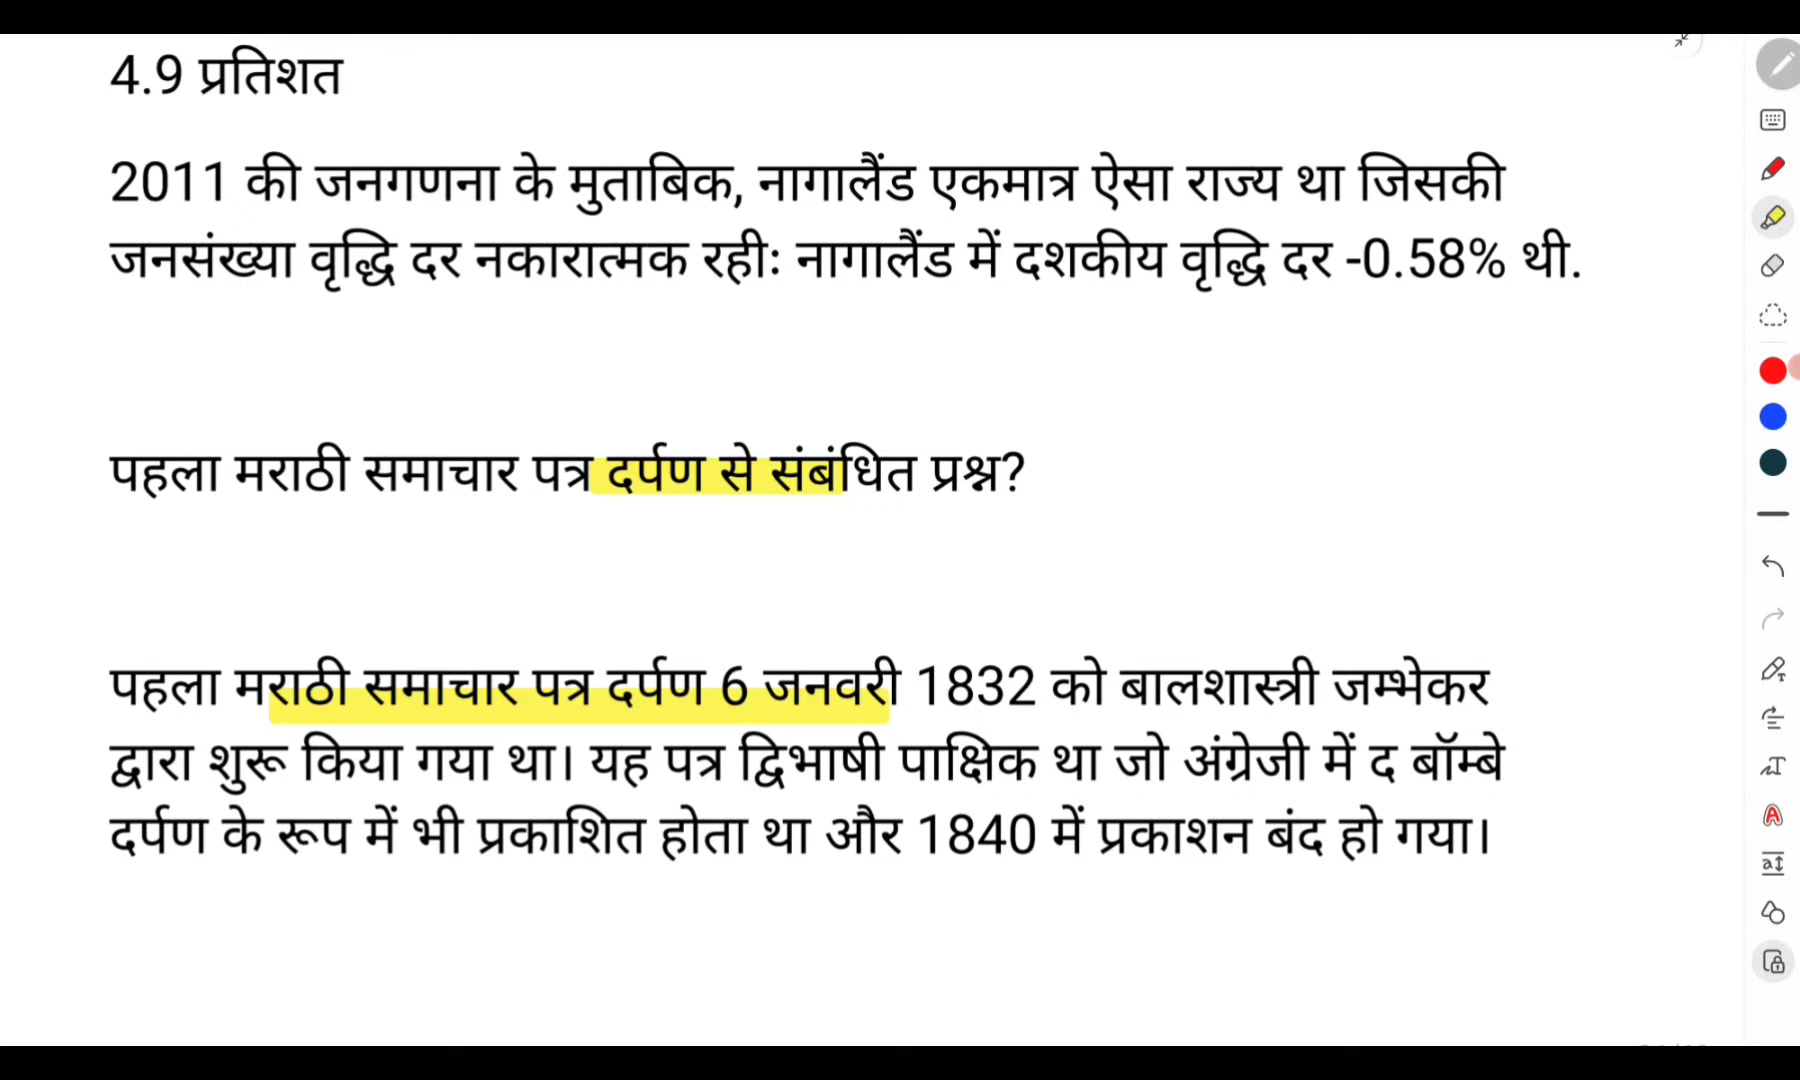 4.9 प्रतिशत
2011 की जनगणना के मुताबिक, नागालैंड एकमात्र ऐसा राज्य था जिसकी
जनसंख्या वृद्धि दर नकारात्मक रहीः नागालैंड में दशकीय वृद्धि दर -0.58% थी.
पहला मराठी समाचार पत्र दर्पण से संबंधित प्रश्न?
पहला मराठी समाचार पत्र दर्पण 6 जनवरी 1832 को बालशास्त्री जम्भेकर
द्वारा शुरू किया गया था। यह पत्र द्विभाषी पाक्षिक था जो अंग्रेजी में द बॉम्बे
दर्पण के रूप में भी प्रकाशित होता था और 1840 में प्रकाशन बंद हो गया।